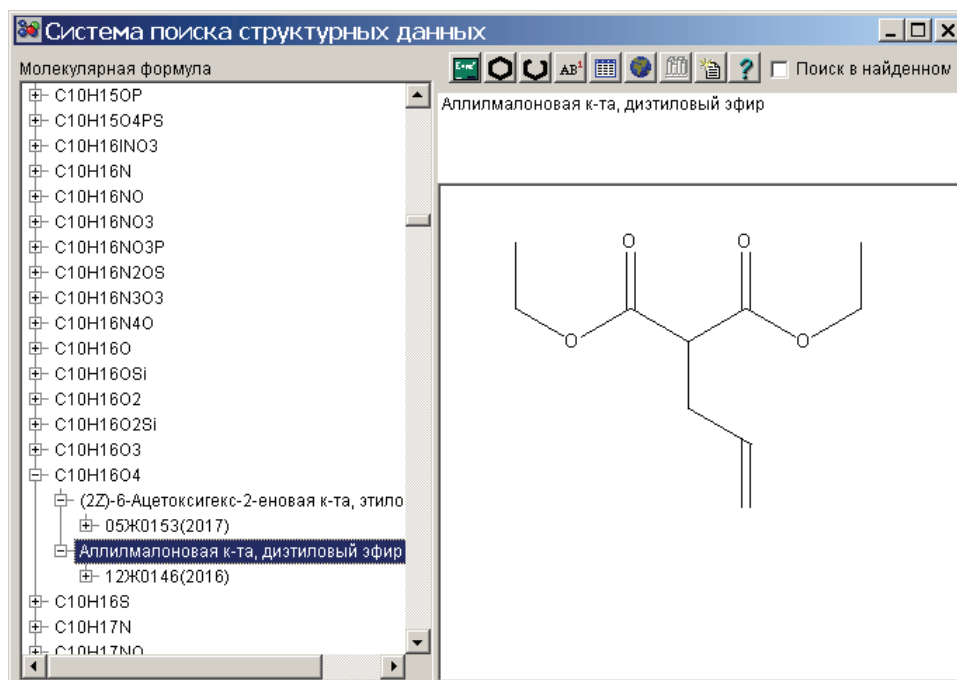 Система поиска структурных данных
Молекулярная формула
Поиск в найденном
C10H15OP
C10H15O4PS
C10H16INO3
C10H16N
C10H16NO
C10H16NO3
C10H16NO3P
C10H16N2OS
C10H16N3O3
C10H16N4O
C10H16O
C10H16OSi
C10H16O2
C10H16O2Si
C10H16O3
C10H16O4
(2Z)-6-Ацетоксигекс-2-еновая к-та, этило
05Ж0153(2017)
Аллилмалоновая к-та, диэтиловый эфир
12Ж0146(2016)
C10H16S
C10H17N
C10H17NO
AB¹
?
Аллилмалоновая к-та, диэтиловый эфир
O
O
O
O